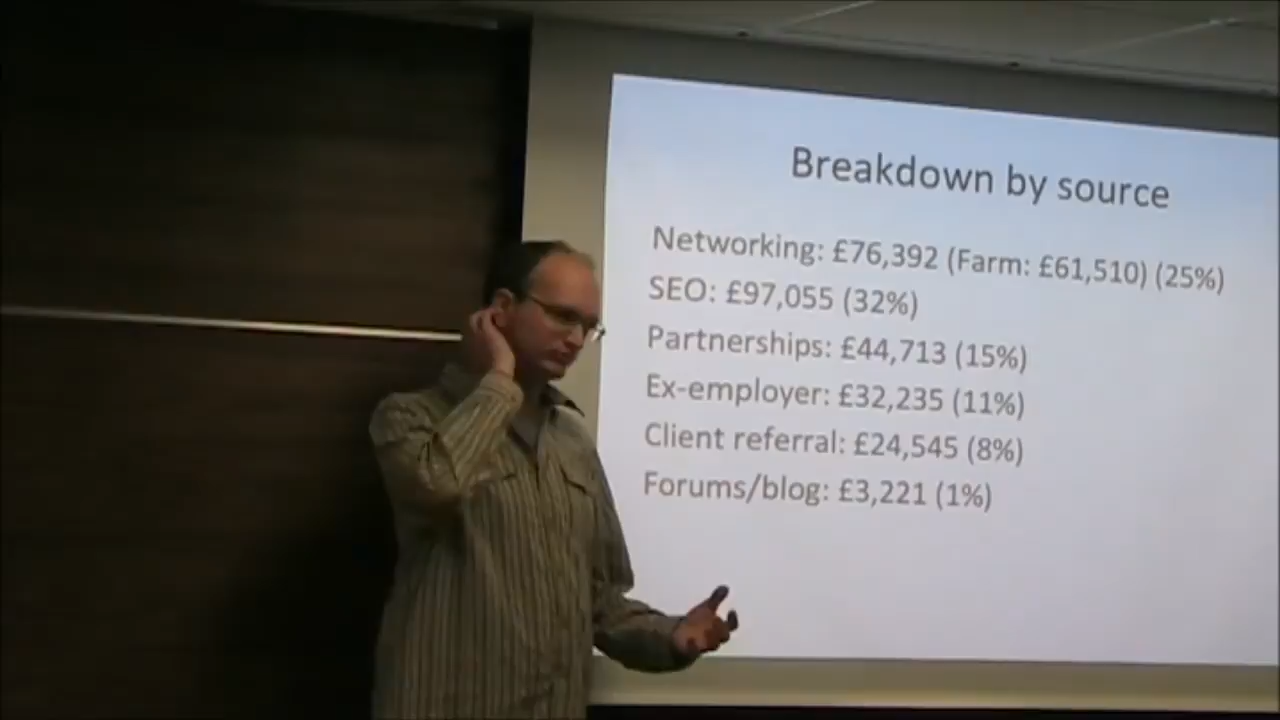 Breakdown by source
Networking: £76,392 (Farm: £61,510) (25%)
SEO: £97,055 (32%)
Partnerships: £44,713 (15%)
Ex-employer: £32,235 (11%)
Client referral: £24,545 (8%)
Forums/blog: £3,221 (1%)